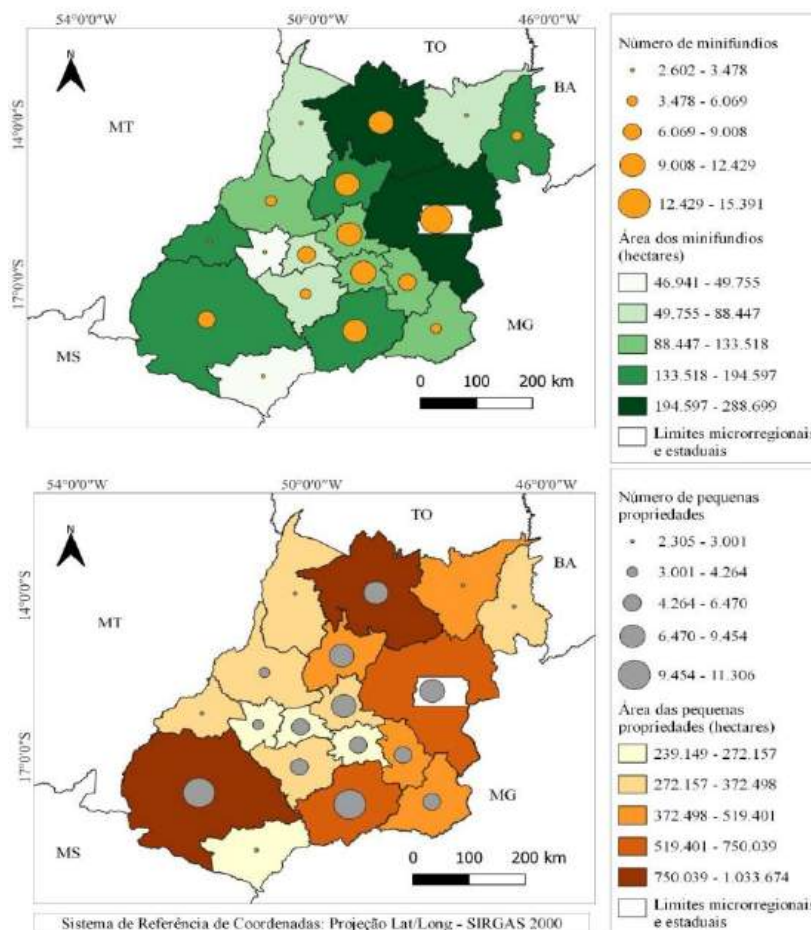 54°0'0"W 50°0'0"W 46°0'0"W
TO
BA
N
MT
14°0'0"S
17°0'0"S
MS
MG
0 100 200 km
Número de minifundios
2.602 - 3.478
3.478 - 6.069
6.069 - 9.008
9.008 - 12.429
12.429 - 15.391
Área dos minifundios
(hectares)
46.941 - 49.755
49.755 - 88.447
88.447 - 133.518
133.518 - 194.597
194.597 - 288.699
Limites microrregionais
e estaduais
54°0'0"W 50°0'0"W 46°0'0"W
TO
BA
N
MT
14°0'0"S
17°0'0"S
MS
MG
0 100 200 km
Número de pequenas
propriedades
2.305 - 3.001
3.001 - 4.264
4.264 - 6.470
6.470 - 9.454
9.454 - 11.306
Área das pequenas
propriedades (hectares)
239.149 - 272.157
272.157 - 372.498
372.498 - 519.401
519.401 - 750.039
750.039 - 1.033.674
Limites microrregionais
e estaduais
Sistema de Referência de Coordenadas: Projeção Lat/Long - SIRGAS 2000